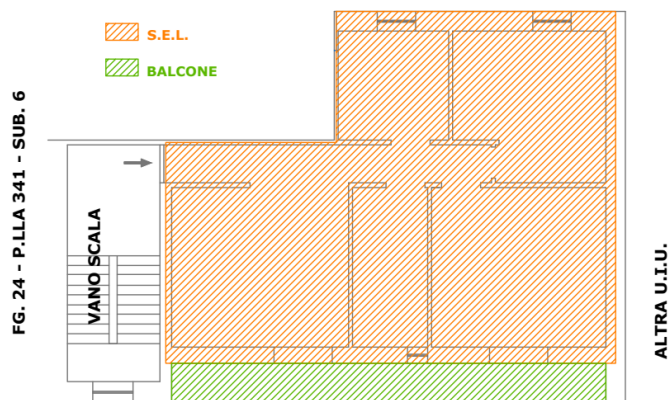 S.E.L.
BALCONE
FG. 24 - P.LLA 341 - SUB. 6
VANO SCALA
ALTRA U.I.U.